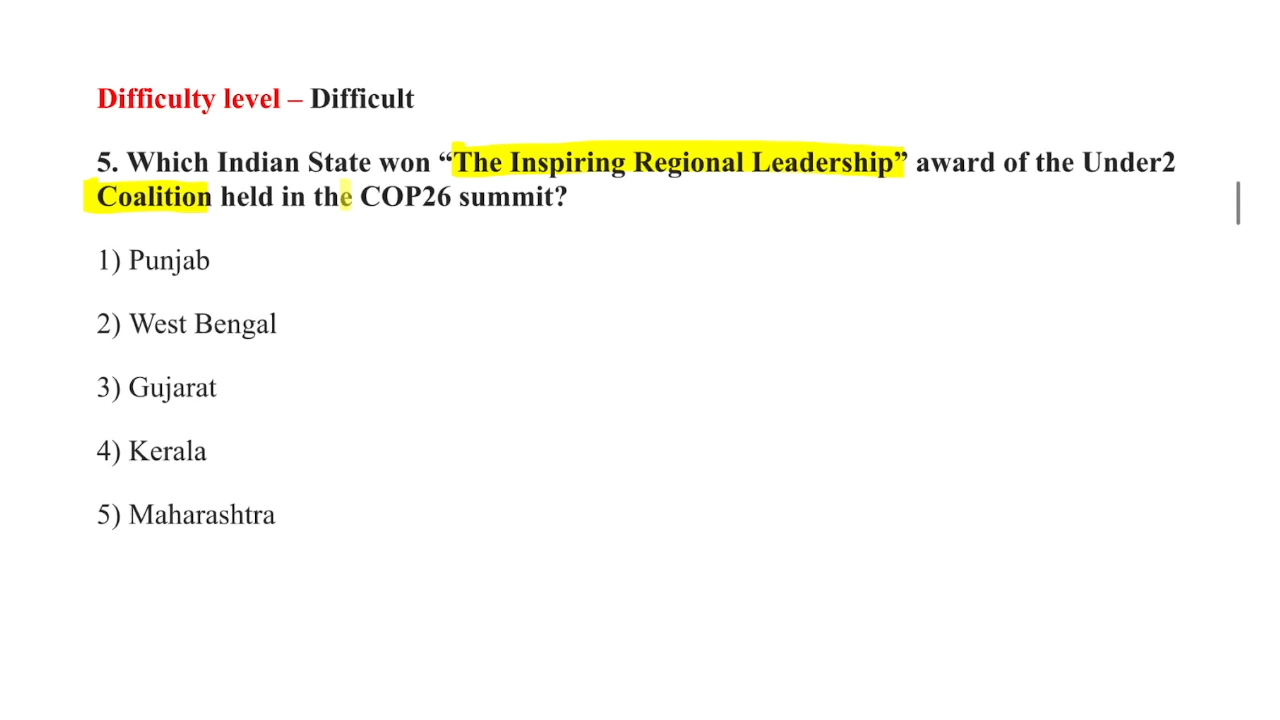 Difficulty level – Difficult
5. Which Indian State won “The Inspiring Regional Leadership” award of the Under2
Coalition held in the COP26 summit?
1) Punjab
2) West Bengal
3) Gujarat
4) Kerala
5) Maharashtra